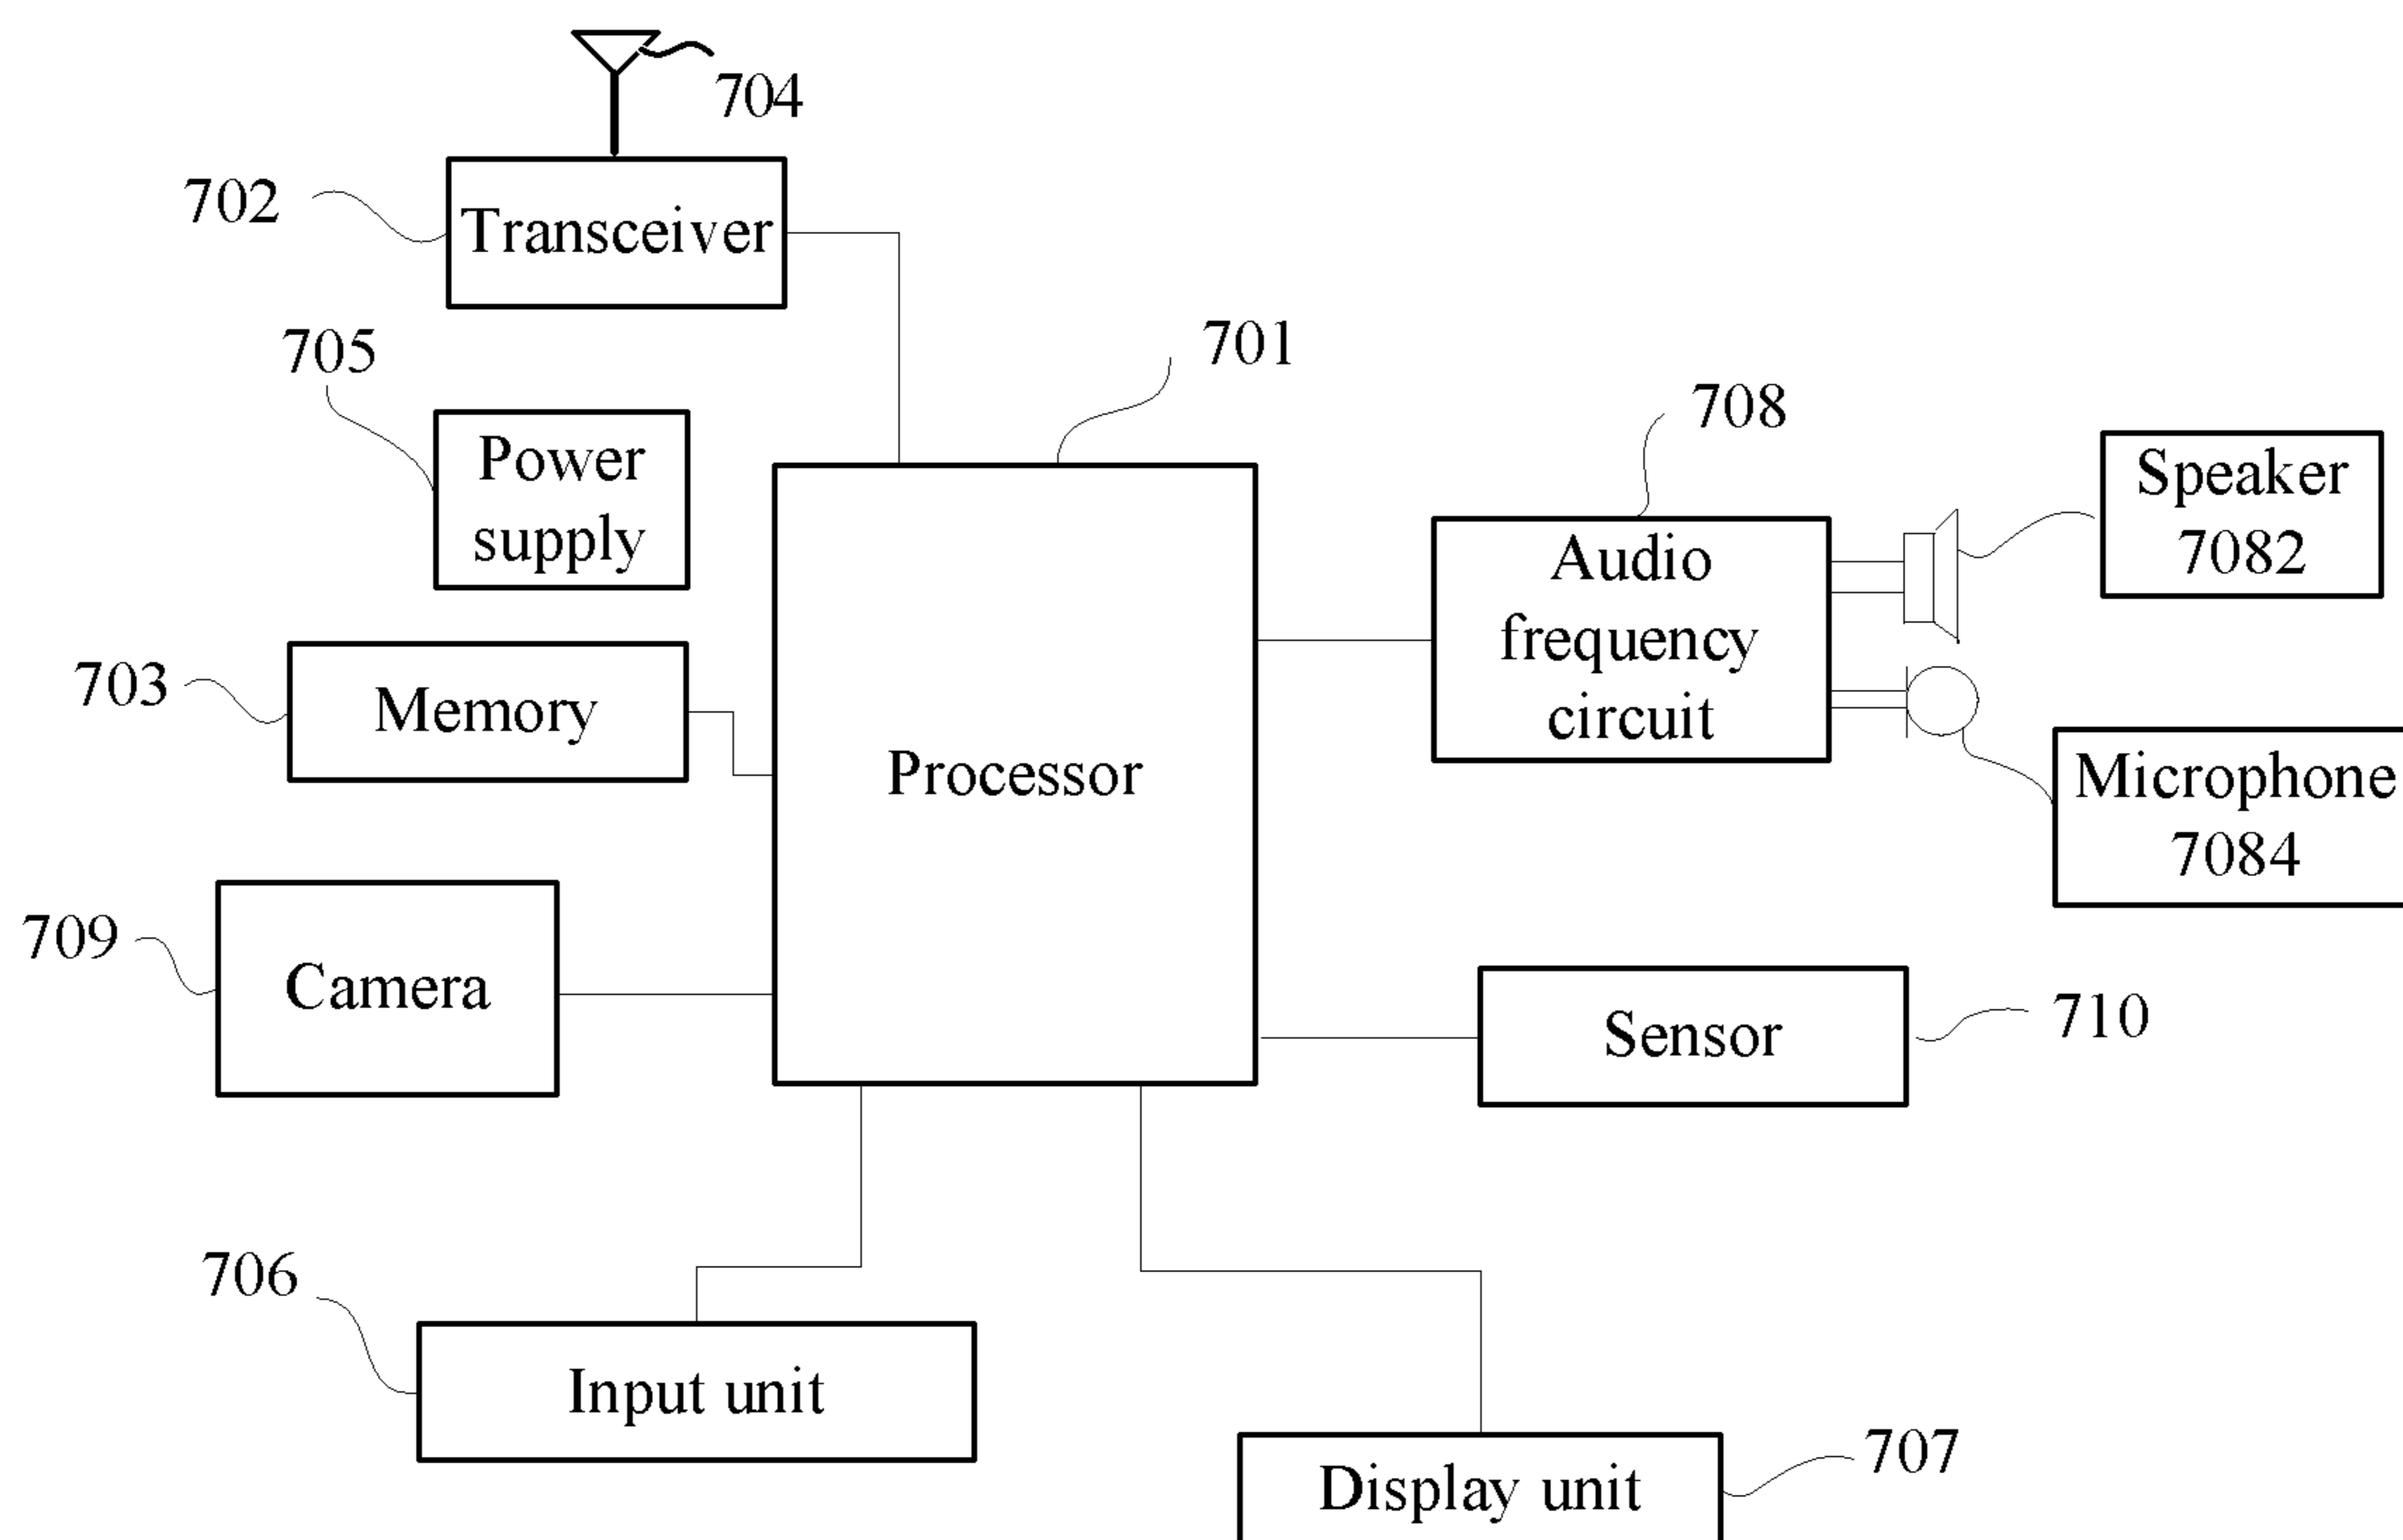 704
702
Transceiver
705
701
Power
supply
708
Speaker
7082
Audio
frequency
circuit
703
Memory
Processor
Microphone
7084
709
Camera
Sensor
710
706
Input unit
707
Display unit